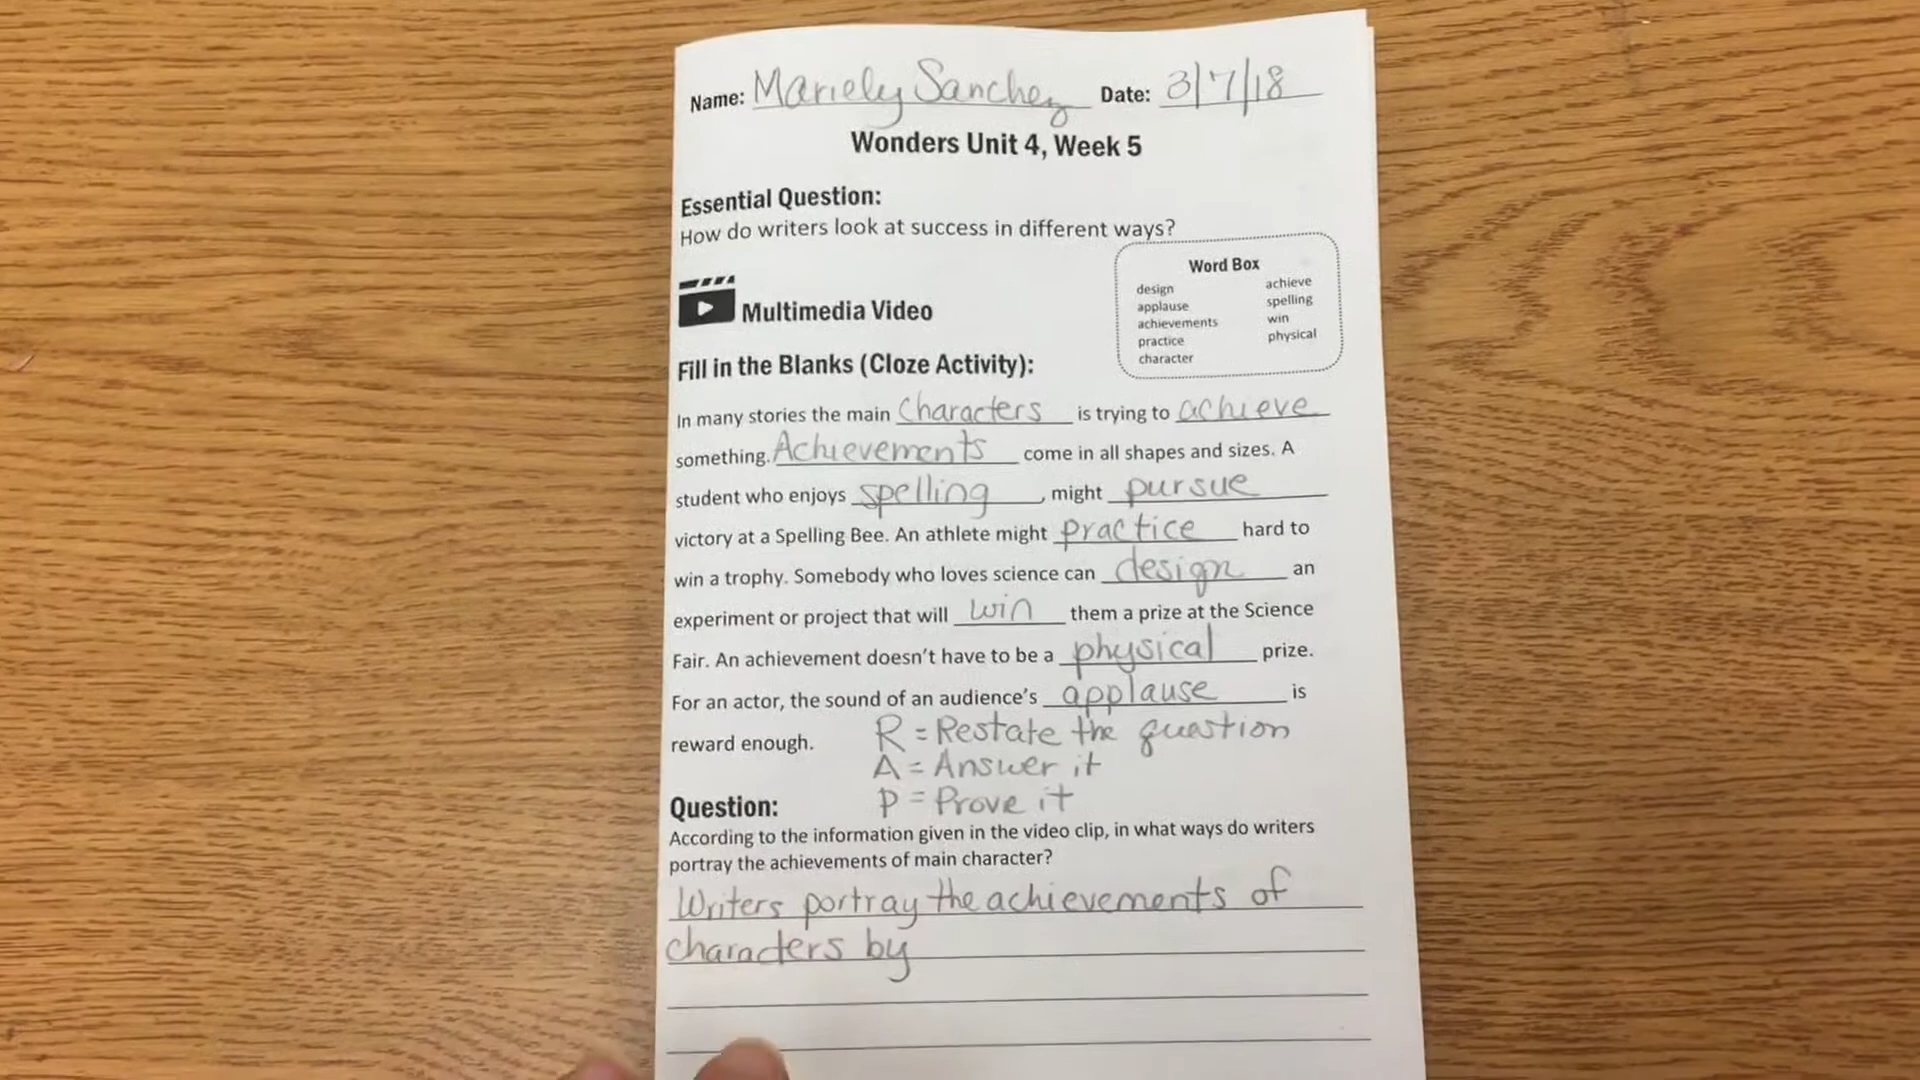 Name: Mariely Sanchez Date: 3/7/18
Wonders Unit 4, Week 5
Essential Question:
How do writers look at success in different ways?
Word Box
design achieve
applause spelling
achievements win
practice physical
character
Multimedia Video
Fill in the Blanks (Cloze Activity):
In many stories the main characters is trying to achieve
something. Achievements come in all shapes and sizes. A
student who enjoys spelling, might pursue
victory at a Spelling Bee. An athlete might practice hard to
win a trophy. Somebody who loves science can design an
experiment or project that will win them a prize at the Science
Fair. An achievement doesn't have to be a physical prize.
For an actor, the sound of an audience's applause is
reward enough. R = Restate the question
A = Answer it
P = Prove it
Question:
According to the information given in the video clip, in what ways do writers
portray the achievements of main character?
Writers portray the achievements of
characters by